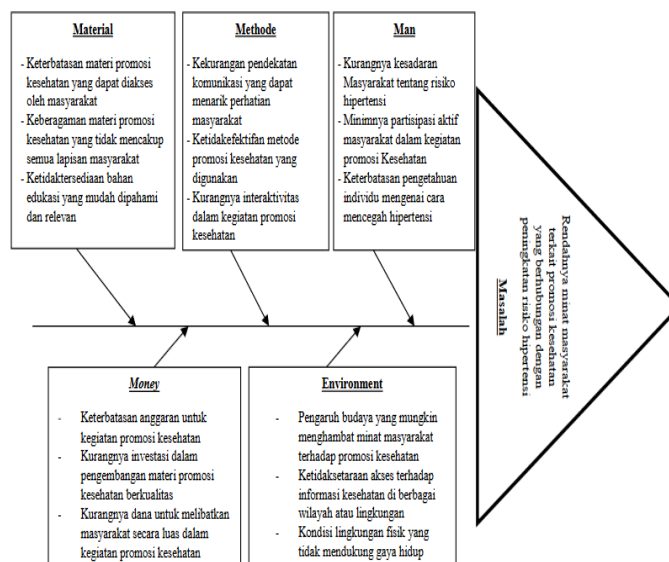 Material
- Keterbatasan materi promosi
kesehatan yang dapat diakses
oleh masyarakat
- Keberagaman materi promosi
kesehatan yang tidak mencakup
semua lapisan masyarakat
- Ketidaktersediaan bahan
edukasi yang mudah dipahami
dan relevan
Methode
- Kekurangan pendekatan
komunikasi yang dapat
menarik perhatian
masyarakat
- Ketidakefektifan metode
promosi kesehatan yang
digunakan
- Kurangnya interaktivitas
dalam kegiatan promosi
kesehatan
Man
- Kurangnya kesadaran
Masyarakat tentang risiko
hipertensi
- Minimnya partisipasi aktif
masyarakat dalam kegiatan
promosi Kesehatan
- Keterbatasan pengetahuan
individu mengenai cara
mencegah hipertensi
Money
- Keterbatasan anggaran untuk
kegiatan promosi kesehatan
- Kurangnya investasi dalam
pengembangan materi promosi
kesehatan berkualitas
- Kurangnya dana untuk melibatkan
masyarakat secara luas dalam
kegiatan promosi kesehatan
Environment
- Pengaruh budaya yang mungkin
menghambat minat masyarakat
terhadap promosi kesehatan
- Ketidaksetaraan akses terhadap
informasi kesehatan di berbagai
wilayah atau lingkungan
- Kondisi lingkungan fisik yang
tidak mendukung gaya hidup
Rendahnya minat masyarakat
terkait promosi kesehatan
yang berhubungan dengan
peningkatan risiko hipertensi
Masalah